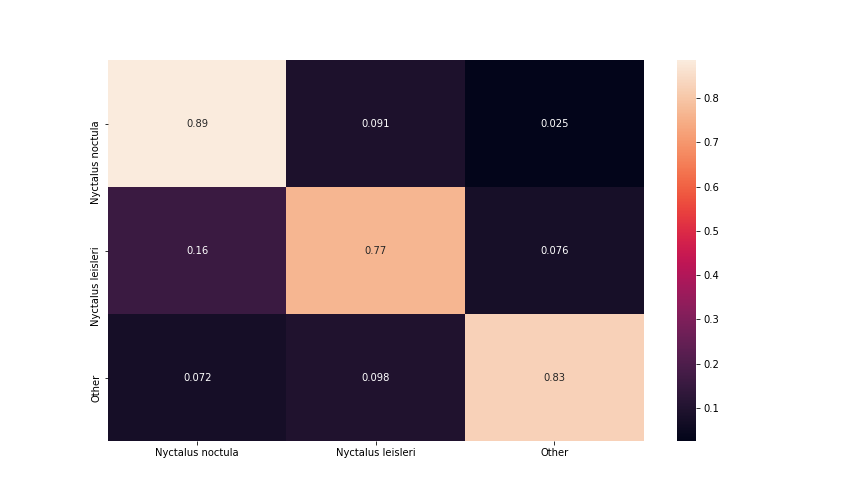 Nyctalus noctula
0.89 0.091 0.025
Nyctalus leisleri
0.16 0.77 0.076
Other
0.072 0.098 0.83
Nyctalus noctula Nyctalus leisleri Other
0.8
0.7
0.6
0.5
0.4
0.3
0.2
0.1